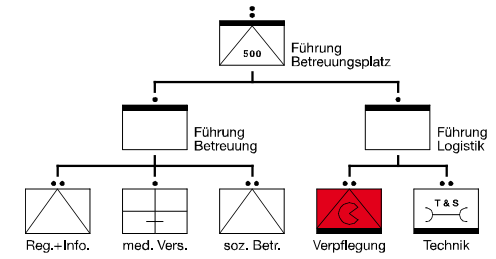 500
Führung
Betreuungsplatz
Führung
Betreuung
Führung
Logistik
T & S
Reg.+Info.
med. Vers.
soz. Betr.
Verpflegung
Technik